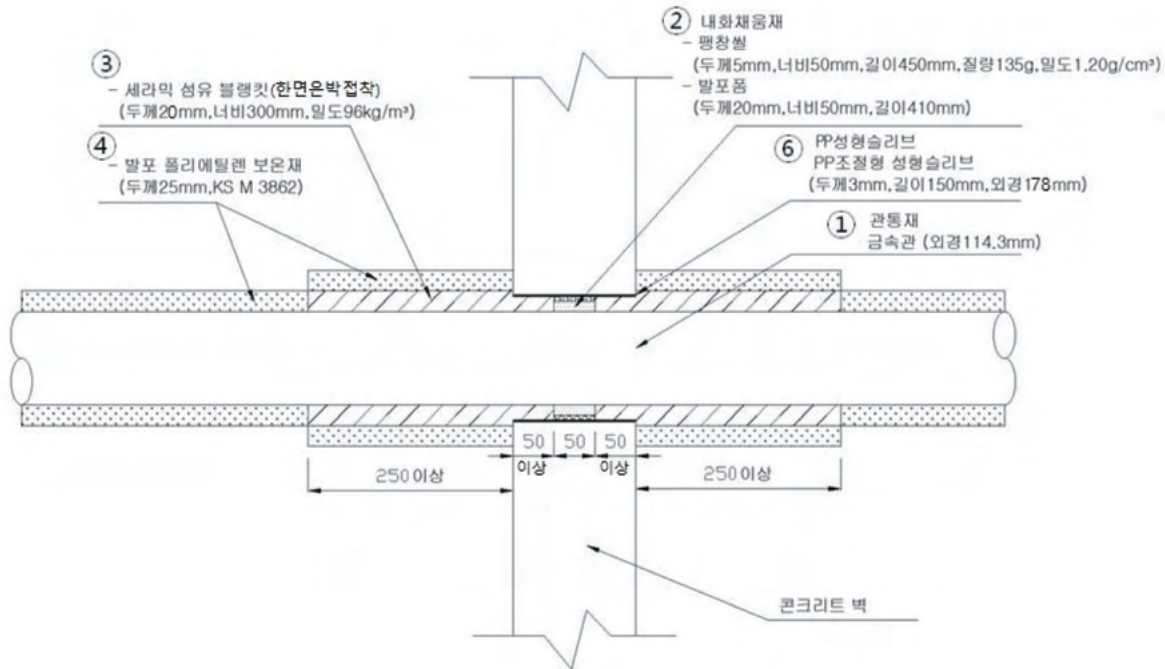 ② 내화채움재
- 팽창씰
(두께5mm,너비50mm,길이450mm,질량135g,밀도1.20g/cm³)
- 발포폼
(두께20mm,너비50mm,길이410mm)
③
- 세라믹 섬유 블랭킷(한면은박접착)
(두께20mm,너비300mm,밀도96kg/m³)
④
- 발포 폴리에틸렌 보온재
(두께25mm,KS M 3862)
⑥ PP성형슬리브
PP조절형 성형슬리브
(두께3mm,길이150mm,외경178mm)
① 관통재
금속관 (외경114.3mm)
50 50 50
이상 이상
250이상 250이상
콘크리트 벽